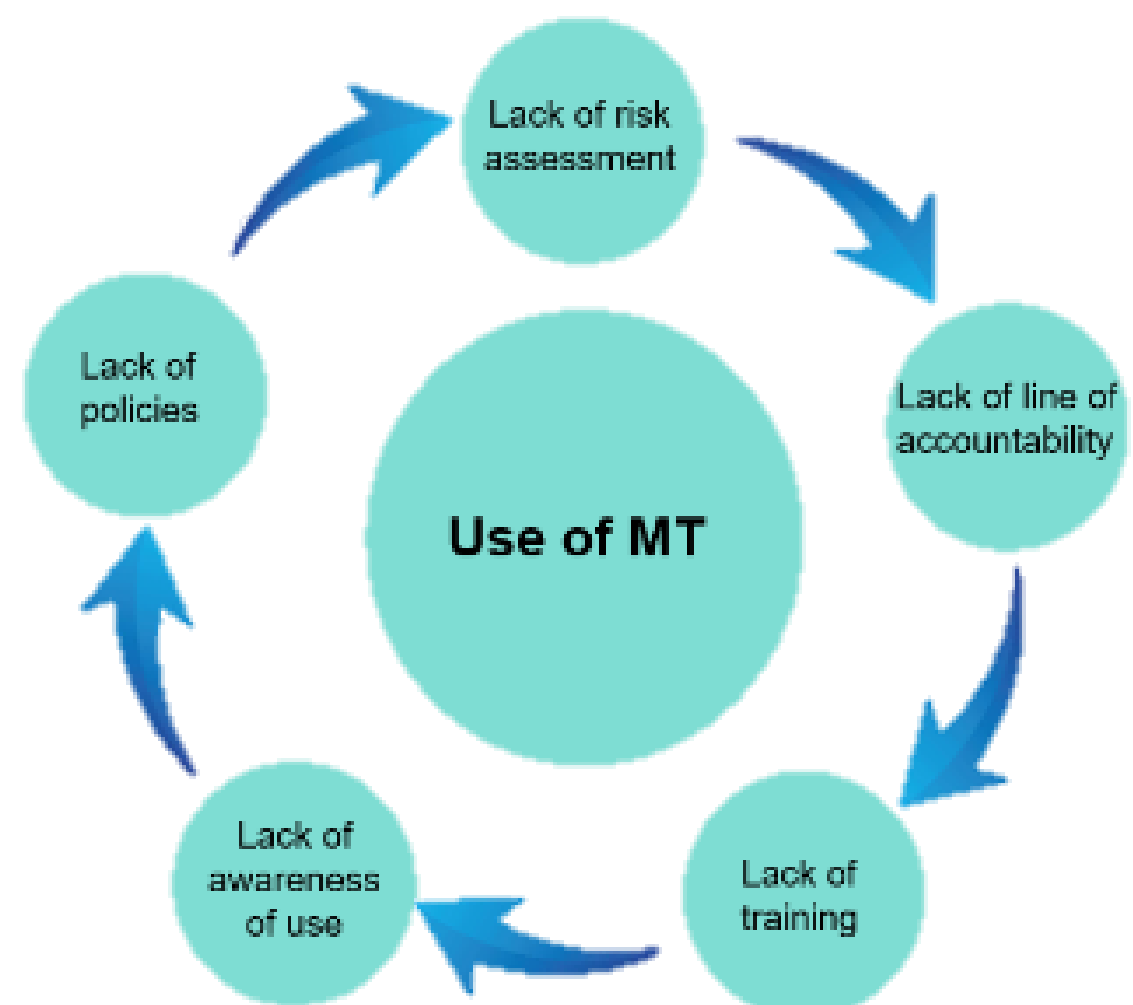 Lack of risk
assessment
Lack of line of
accountability
Lack of
training
Lack of
awareness
of use
Lack of
policies
Use of MT